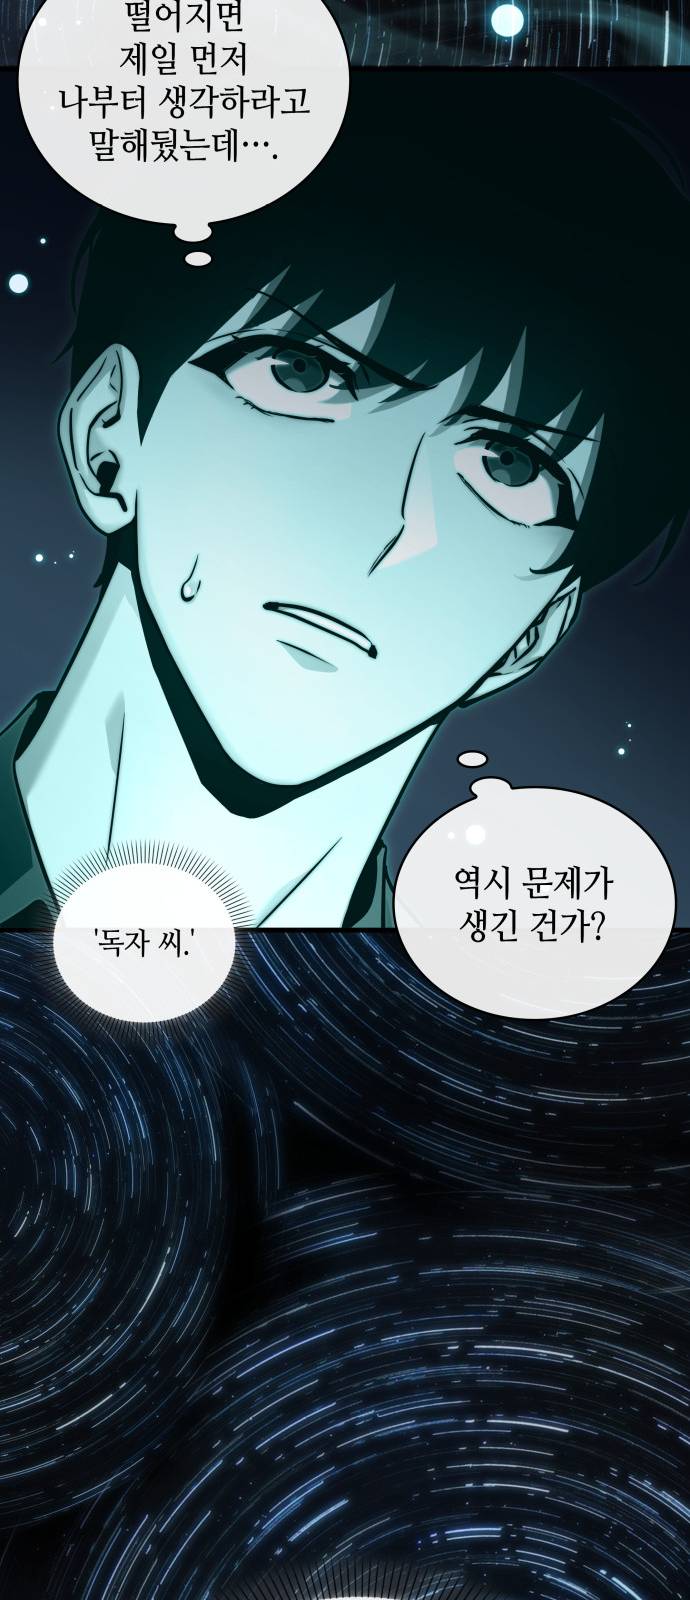 떨어지면
제일 먼저
나부터 생각하라고
말해뒀는데….
역시 문제가
생긴 건가?
'독자 씨.'